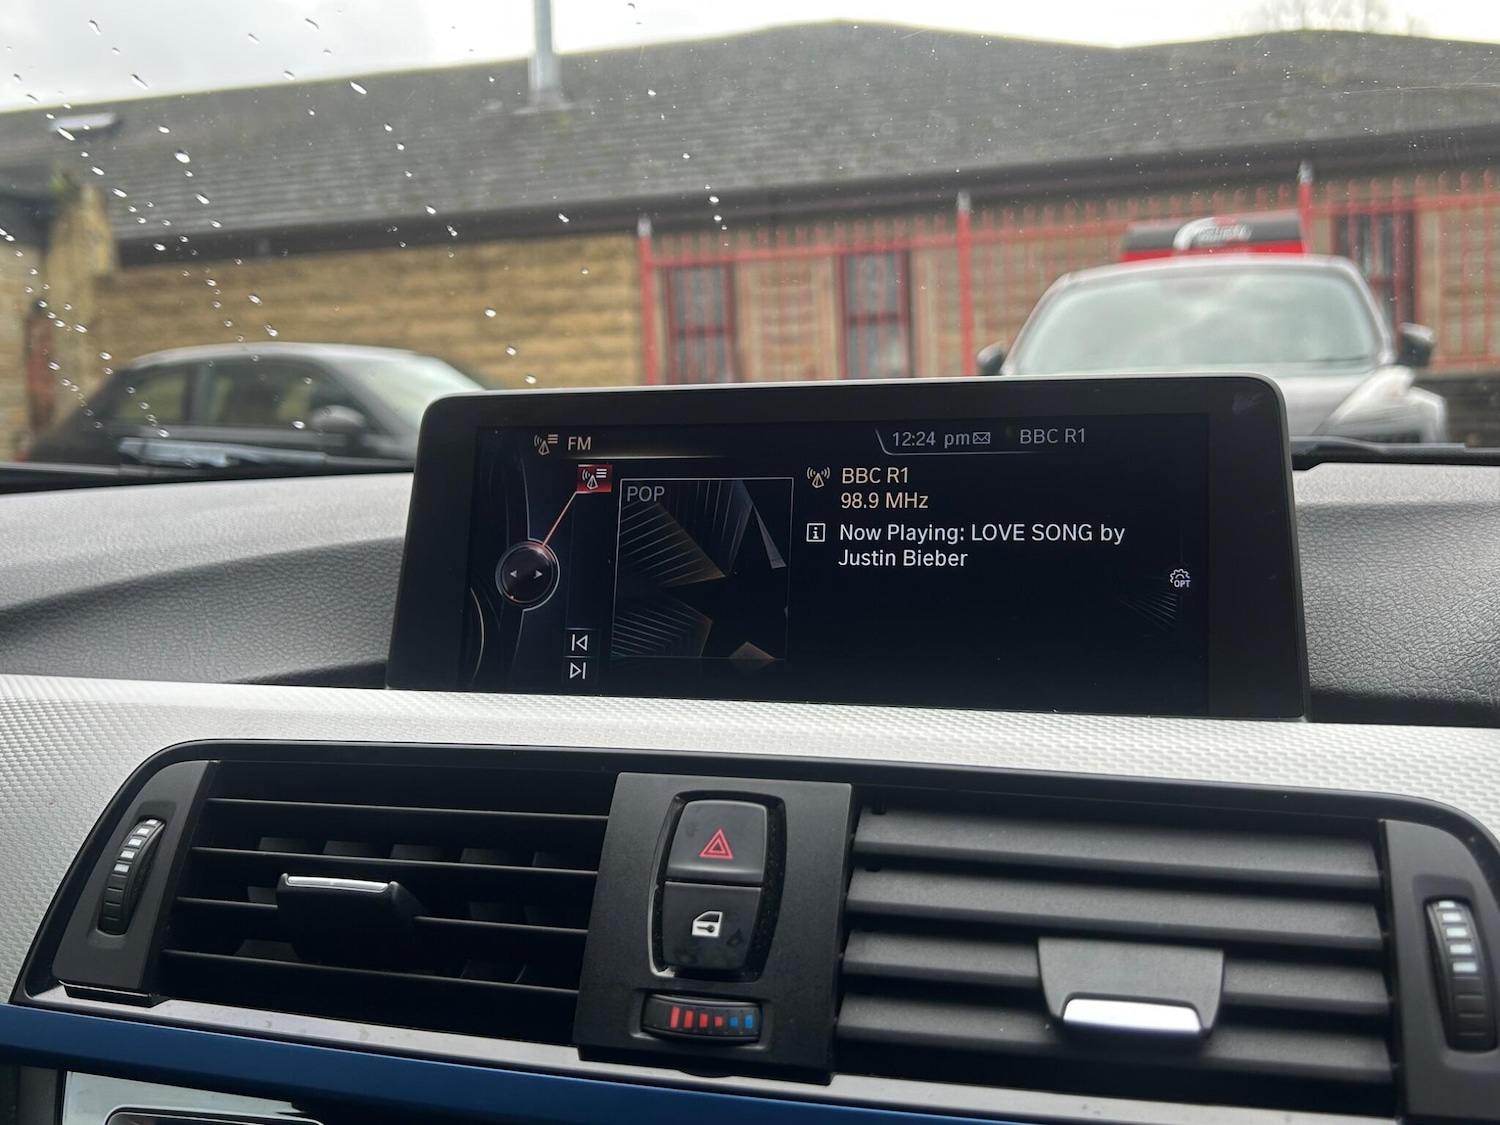 FM
12:24 pm
BBC R1
POP
BBC R1
98.9 MHz
Now Playing: LOVE SONG by
Justin Bieber
OPT